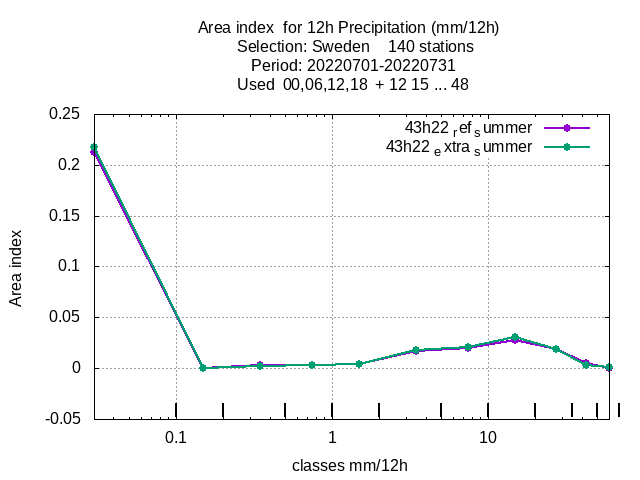 Area index  for 12h Precipitation (mm/12h)
Selection: Sweden    140 stations
Period: 20220701-20220731
Used  00,06,12,18  + 12 15 ... 48
0.25
0.2
0.15
0.1
0.05
0
-0.05
Area index
43h22 ref summer
43h22 extra summer
0.1
1
10
classes mm/12h